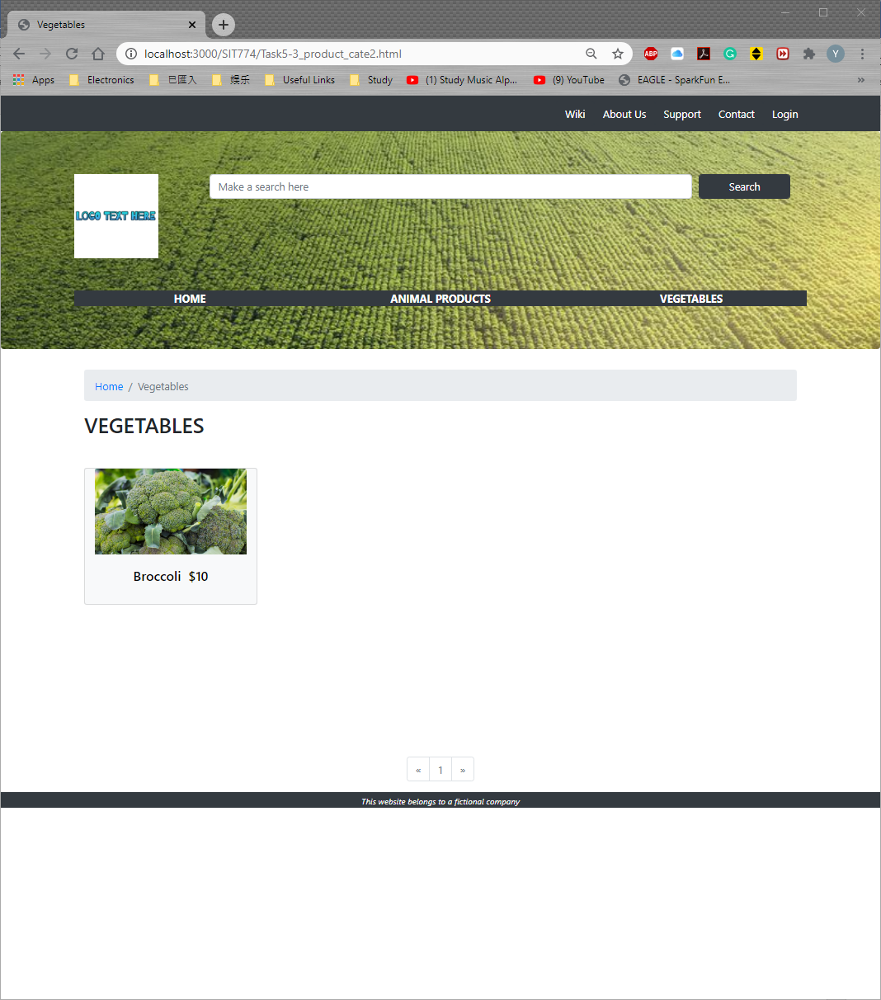 Vegetables
localhost:3000/SIT774/Task5-3_product_cate2.html
ABP
G
Y
Apps Electronics 已匯入 娱乐 Useful Links Study (1) Study Music Alp... (9) YouTube EAGLE - SparkFun E... »
Wiki About Us Support Contact Login
Make a search here Search
LOGO TEXT HERE
HOME ANIMAL PRODUCTS VEGETABLES
Home / Vegetables
VEGETABLES
Broccoli $10
« 1 »
This website belongs to a fictional company